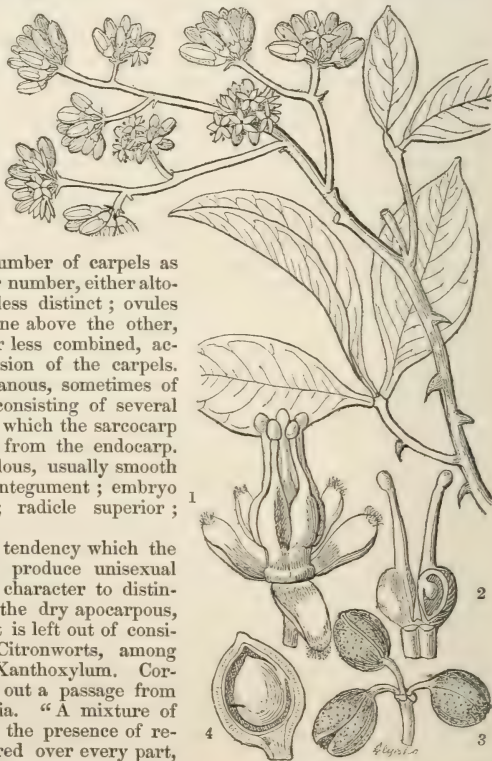 umber of carpels as
number, either alto-
less distinct ; ovules
ne above the other,
less combined, ac-
sion of the carpels.
anous, sometimes of
consisting of several
which the sarcocarp
from the endocarp.
lous, usually smooth
ntegument ; embryo
; radicle superior ;
1
tendency which the
produce unisexual
character to distin-
the dry apocarpous,
is left out of consi-
Citronworts, among
Xanthoxylum. Cor-
out a passage from
ia. “A mixture of
the presence of re-
red over every part,
2
4
3